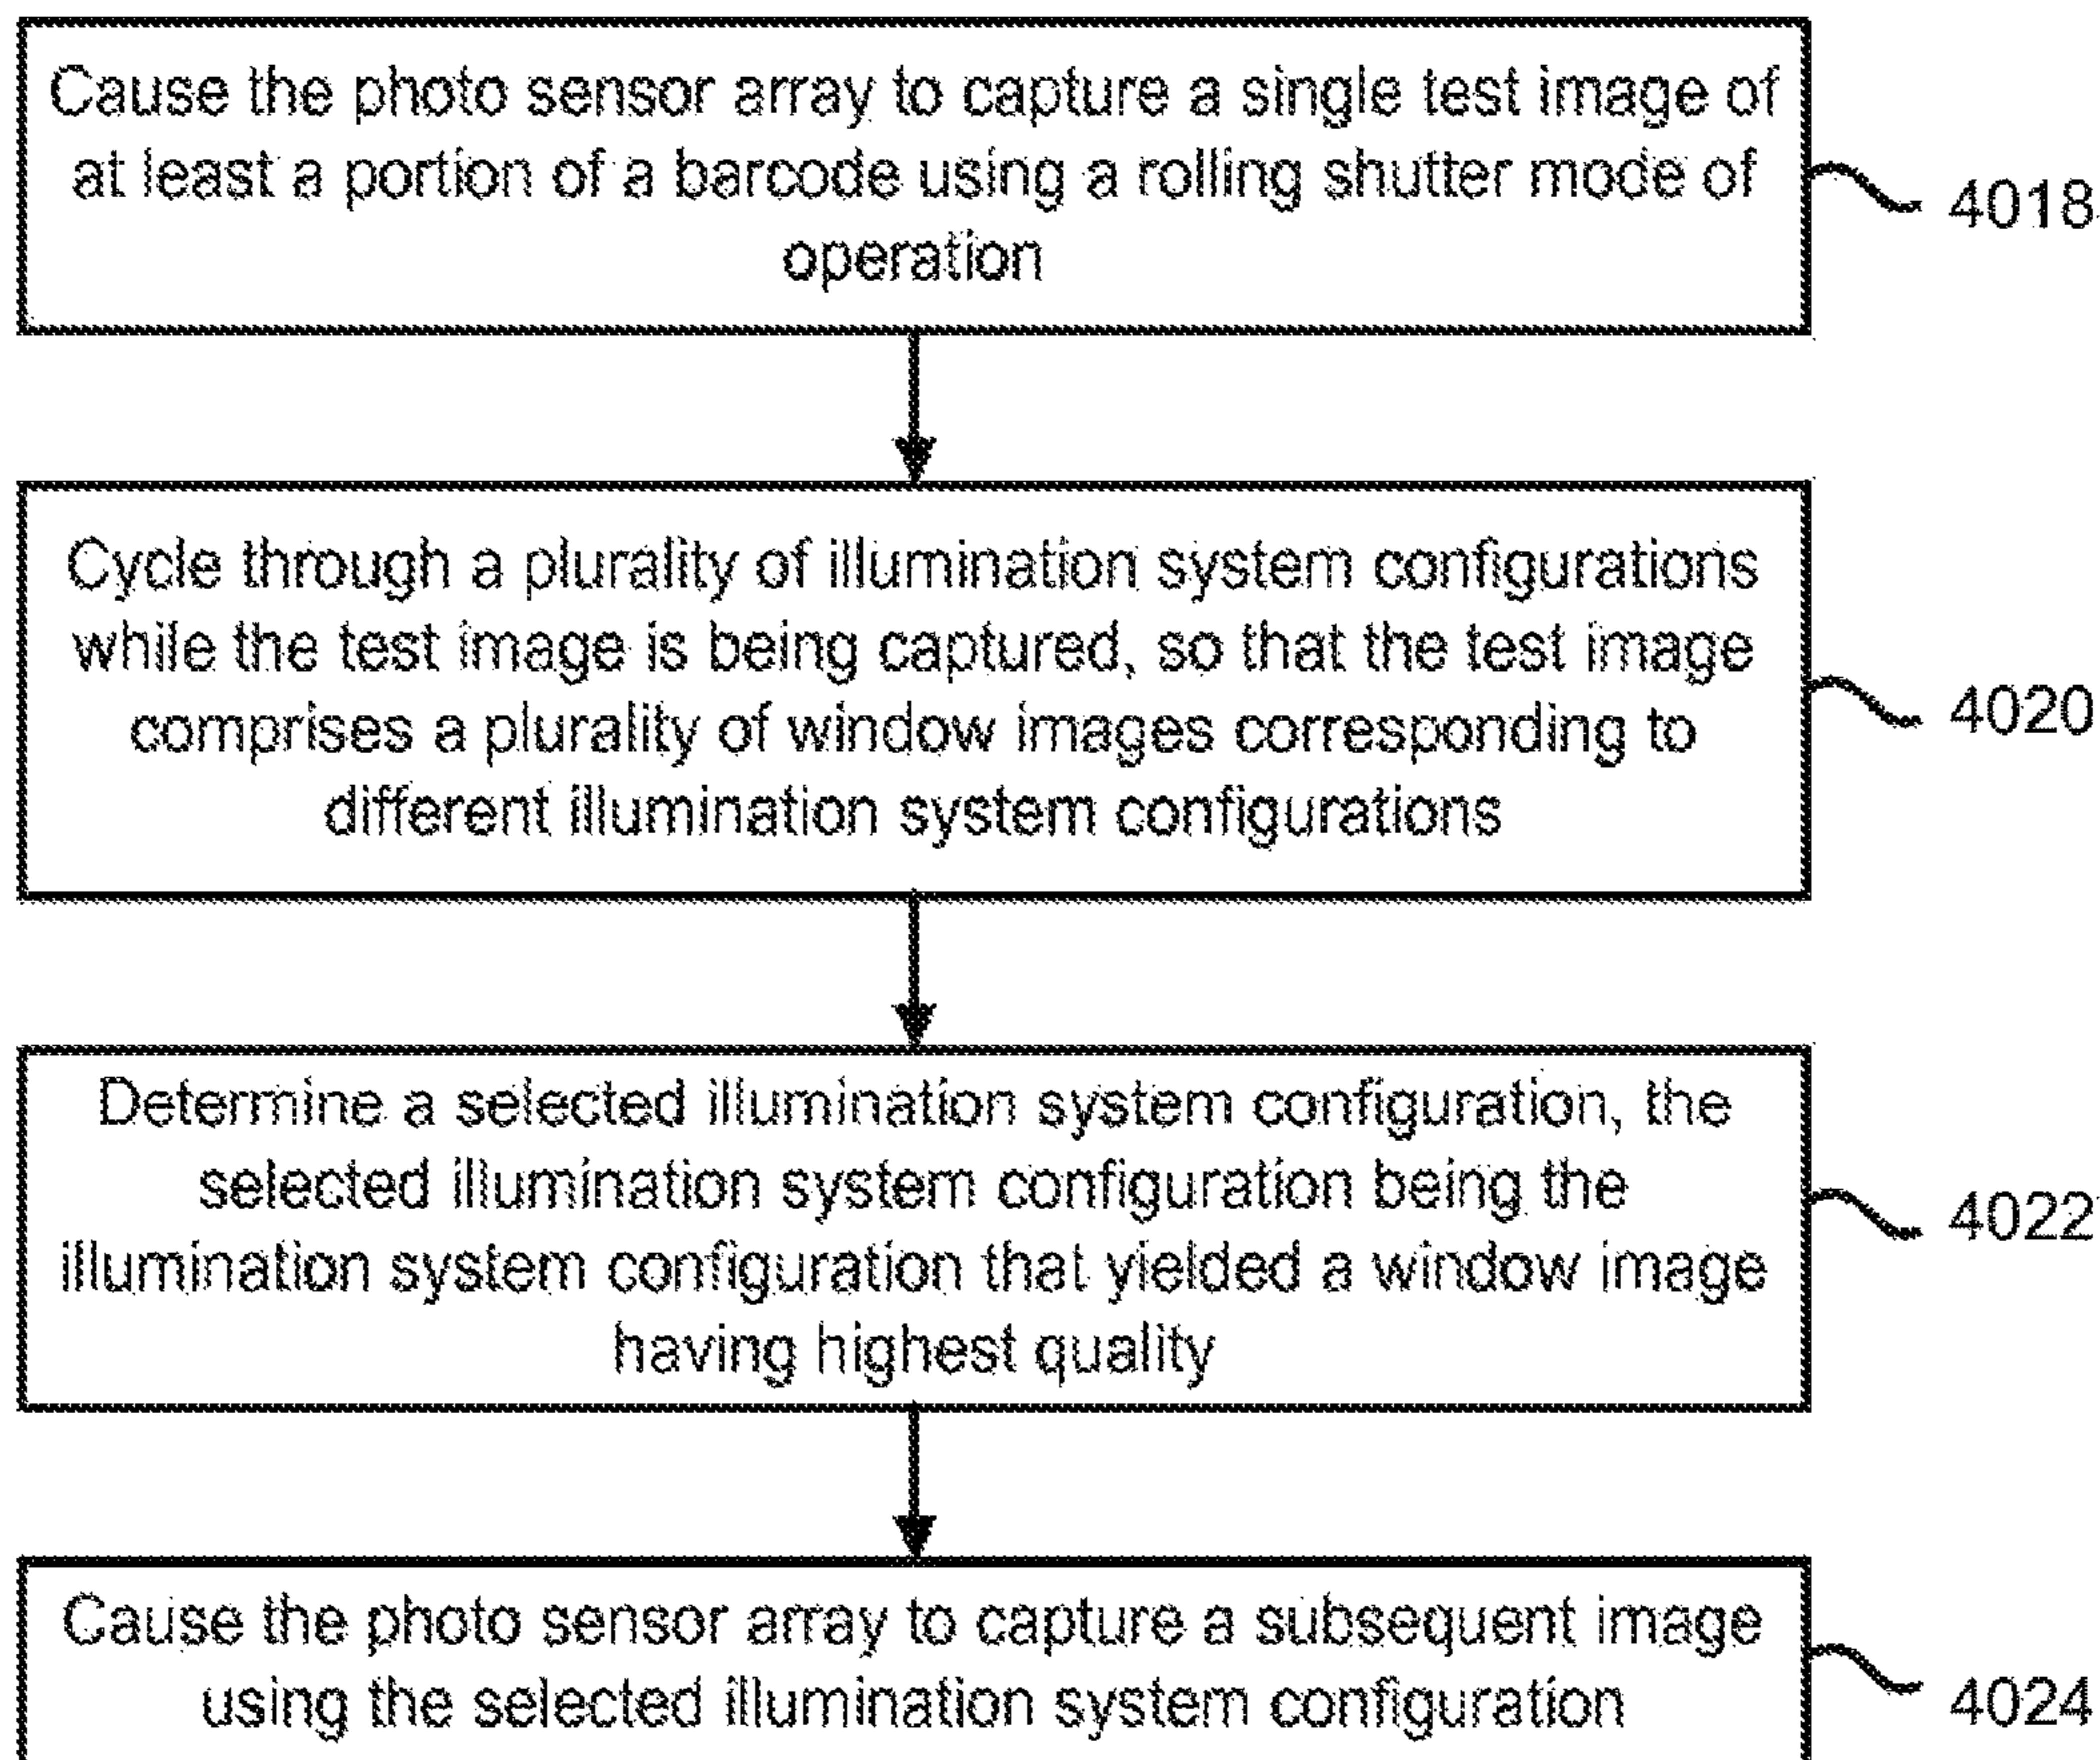 Cause the photo sensor array to capture a single test image of
at least a portion of a barcode using a rolling shutter mode of
operation
4018
Cycle through a plurality of illumination system configurations
while the test image is being captured, so that the test image
comprises a plurality of window images corresponding to
different illumination system configurations
4020
Determine a selected illumination system configuration, the
selected illumination system configuration being the
illumination system configuration that yielded a window image
having highest quality
4022
Cause the photo sensor array to capture a subsequent image
using the selected illumination system configuration
4024